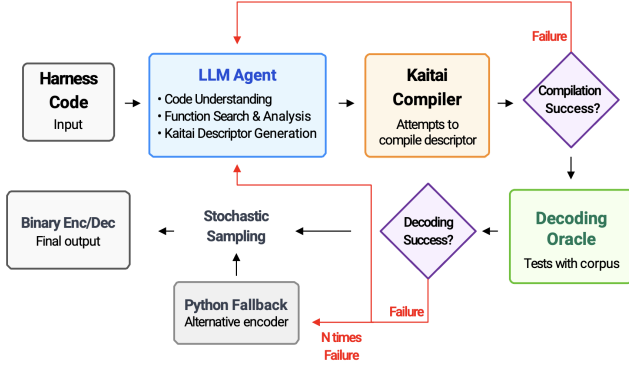 Failure
Harness
Code
Input
LLM Agent
• Code Understanding
• Function Search & Analysis
• Kaitai Descriptor Generation
Kaitai
Compiler
Attempts to
compile descriptor
Compilation
Success?
Binary Enc/Dec
Final output
Stochastic
Sampling
Decoding
Success?
Decoding
Oracle
Tests with corpus
Python Fallback
Alternative encoder
Failure
N times
Failure